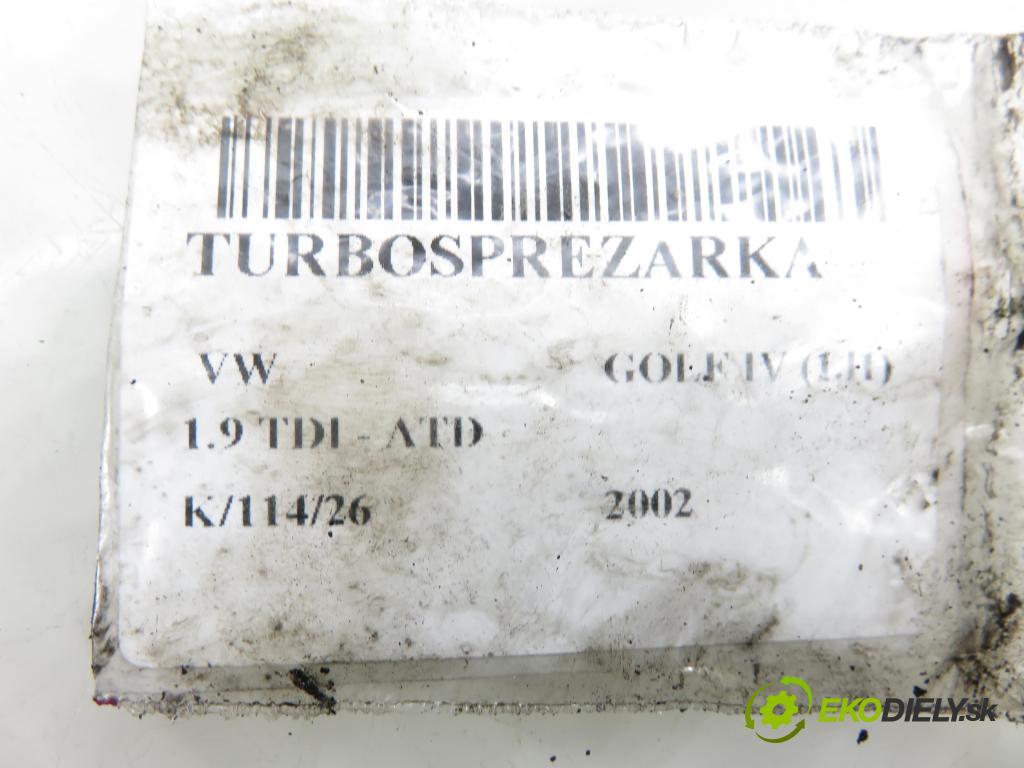 TURBOSPREZARKA
VW GOLF IV (1J1)
1.9 TDI - ATD
K/114/26 2002
EKODIELY.sk